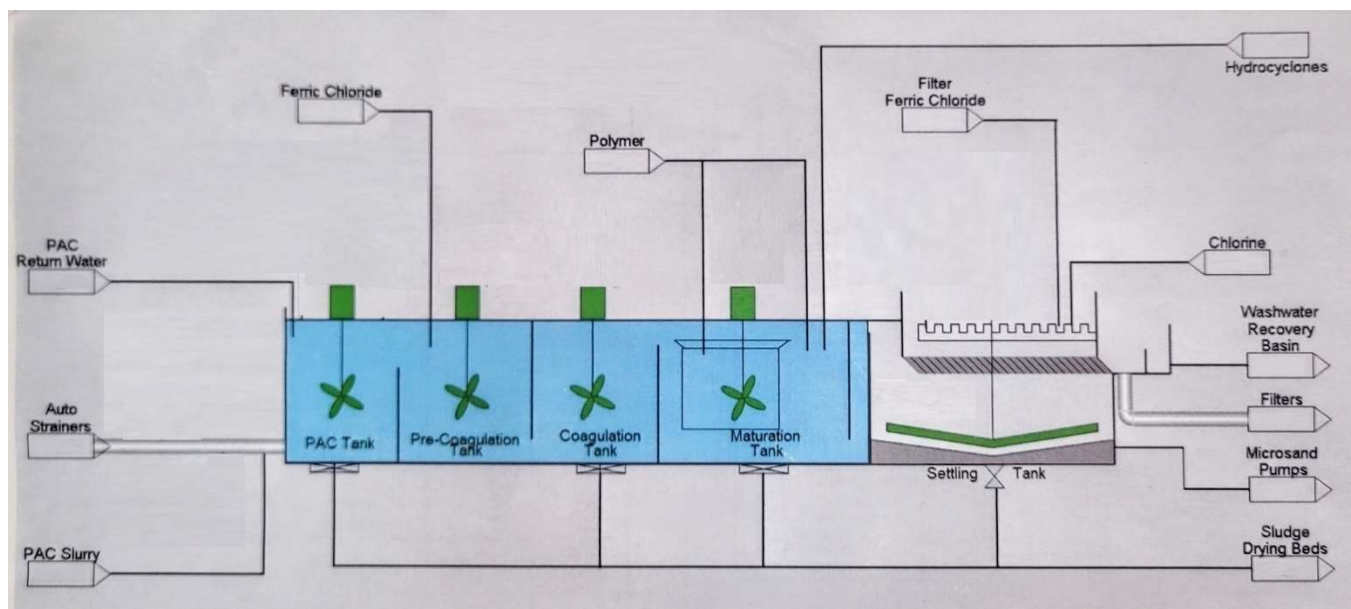 Hydrocyclones
Ferric Chloride
Filter
Ferric Chloride
Polymer
PAC
Return Water
Chlorine
Washwater
Recovery
Basin
Auto
Strainers
Filters
PAC Tank
Pre-Coagulation
Tank
Coagulation
Tank
Maturation
Tank
Settling Tank
Microsand
Pumps
PAC Slurry
Sludge
Drying Beds